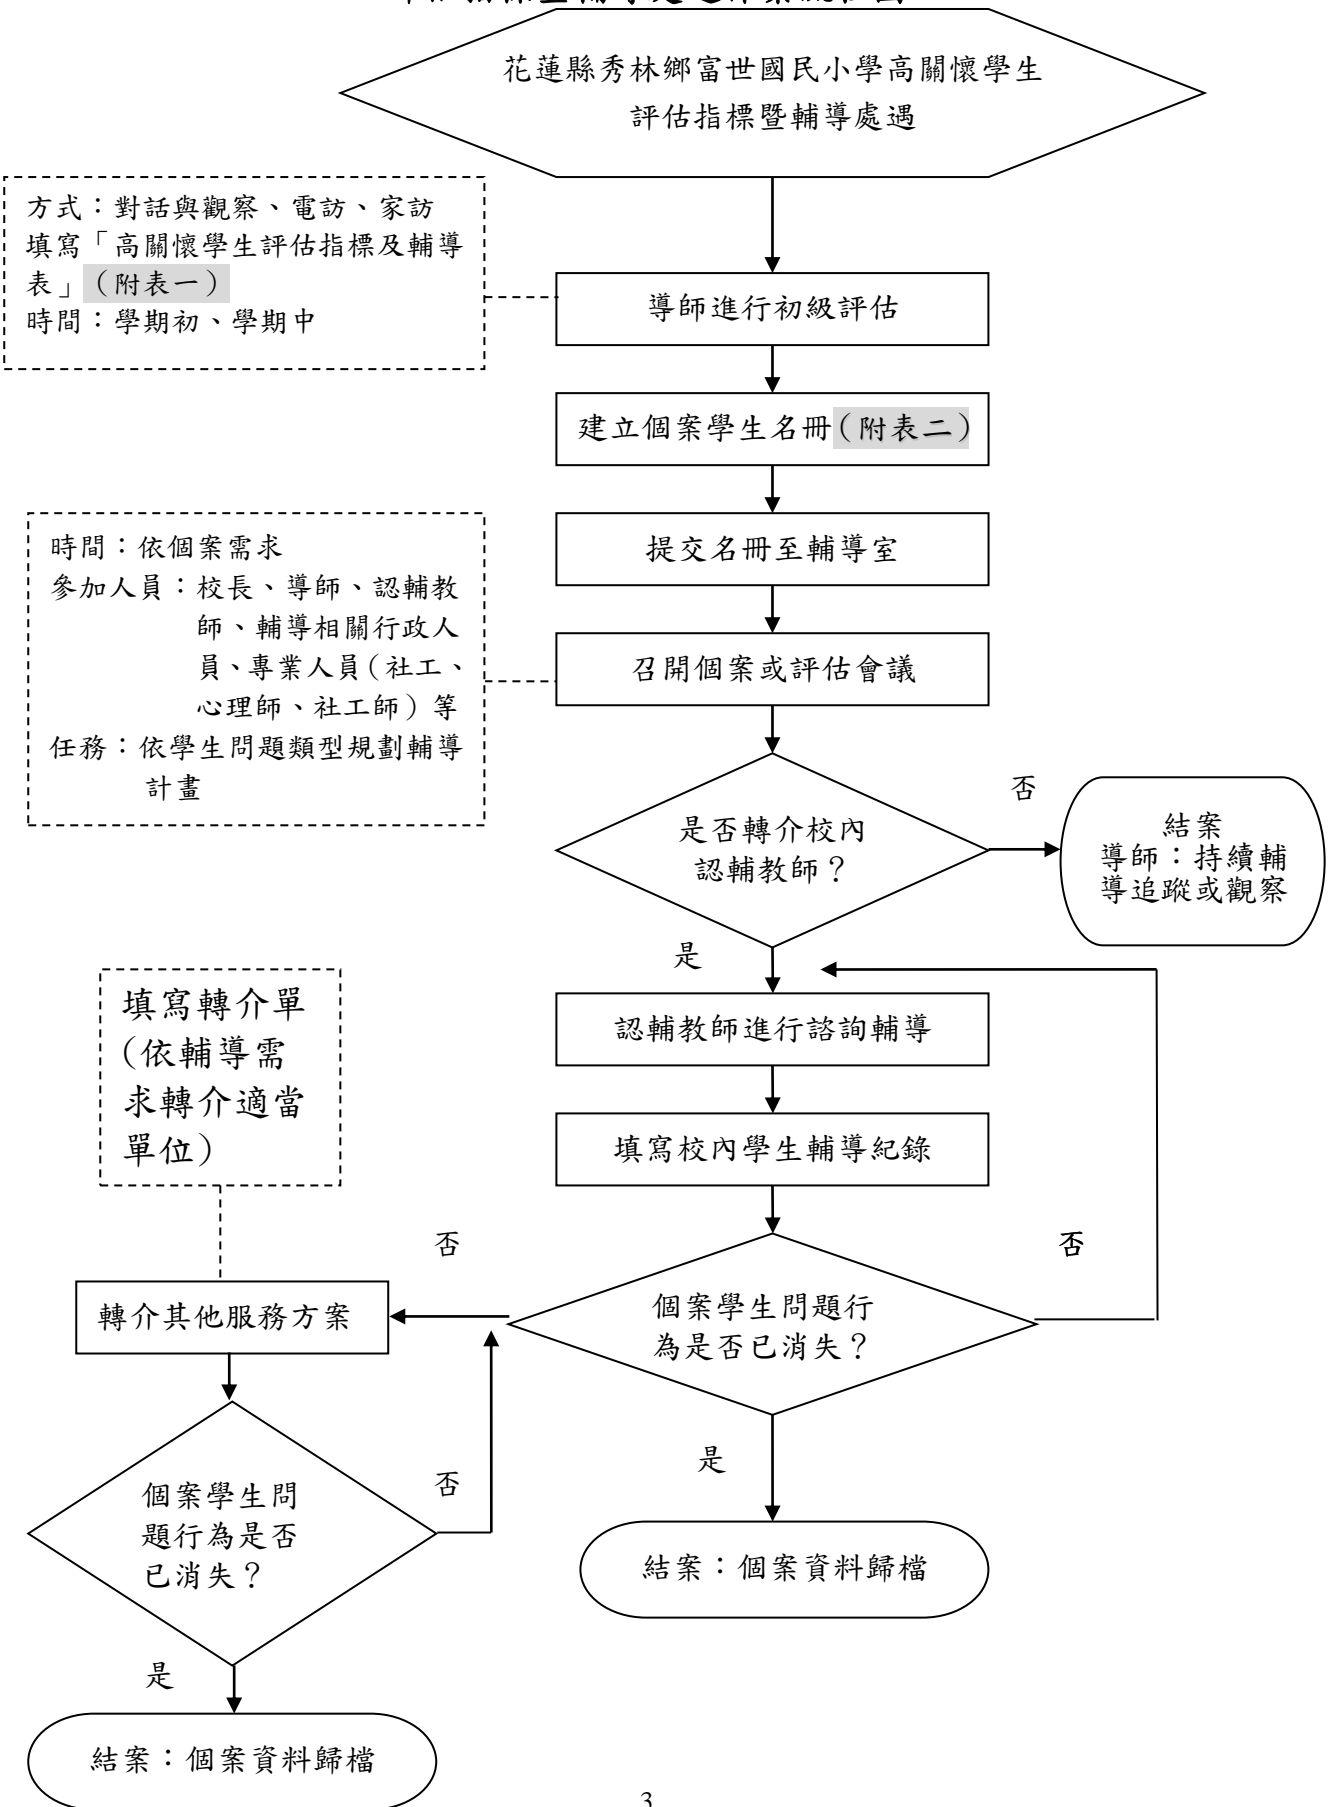 花蓮縣秀林鄉富世國民小學高關懷學生
評估指標暨輔導處遇
方式：對話與觀察、電訪、家訪
填寫「高關懷學生評估指標及輔導
表」（附表一）
時間：學期初、學期中
導師進行初級評估
建立個案學生名冊（附表二）
提交名冊至輔導室
時間：依個案需求
參加人員：校長、導師、認輔教
師、輔導相關行政人
員、專業人員（社工、
心理師、社工師）等
任務：依學生問題類型規劃輔導
計畫
召開個案或評估會議
是否轉介校內
認輔教師？
否
結案
導師：持續輔
導追蹤或觀察
是
認輔教師進行諮詢輔導
填寫校內學生輔導紀錄
填寫轉介單
（依輔導需
求轉介適當
單位）
否
否
個案學生問題行
為是否已消失？
轉介其他服務方案
是
否
個案學生問
題行為是否
已消失？
結案：個案資料歸檔
是
結案：個案資料歸檔
3